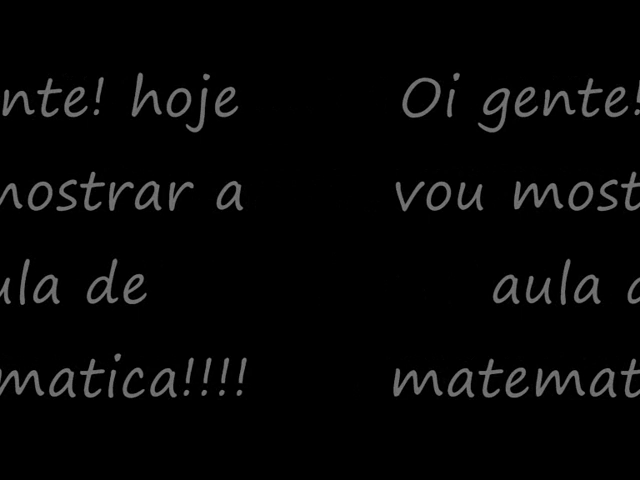 nte! hoje Oi gente!
mostrar a vou most
ula de aula d
matica!!!! matemat